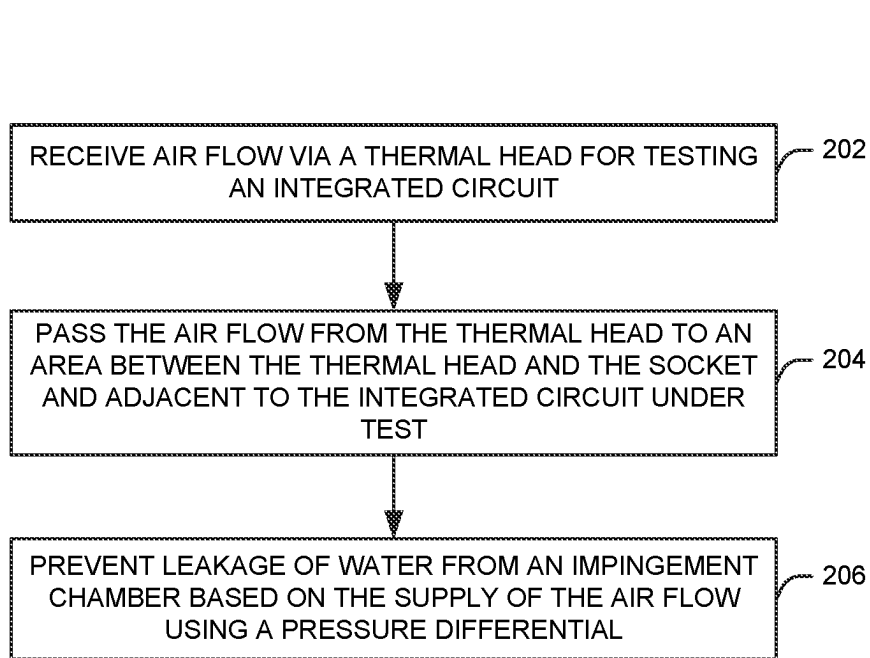 RECEIVE AIR FLOW VIA A THERMAL HEAD FOR TESTING
AN INTEGRATED CIRCUIT
202
PASS THE AIR FLOW FROM THE THERMAL HEAD TO AN
AREA BETWEEN THE THERMAL HEAD AND THE SOCKET
AND ADJACENT TO THE INTEGRATED CIRCUIT UNDER
TEST
204
PREVENT LEAKAGE OF WATER FROM AN IMPINGEMENT
CHAMBER BASED ON THE SUPPLY OF THE AIR FLOW
USING A PRESSURE DIFFERENTIAL
206